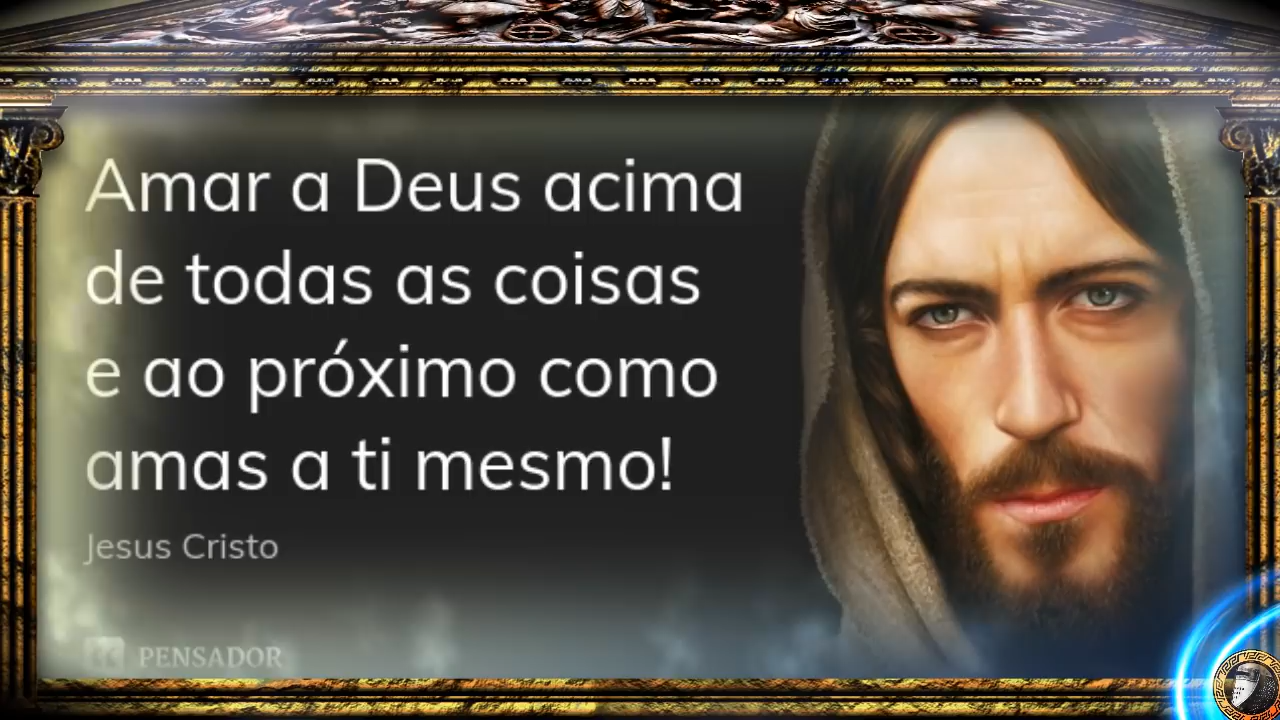 Amar a Deus acima
de todas as coisas
e ao próximo como
amas a ti mesmo!
Jesus Cristo
PENSADOR